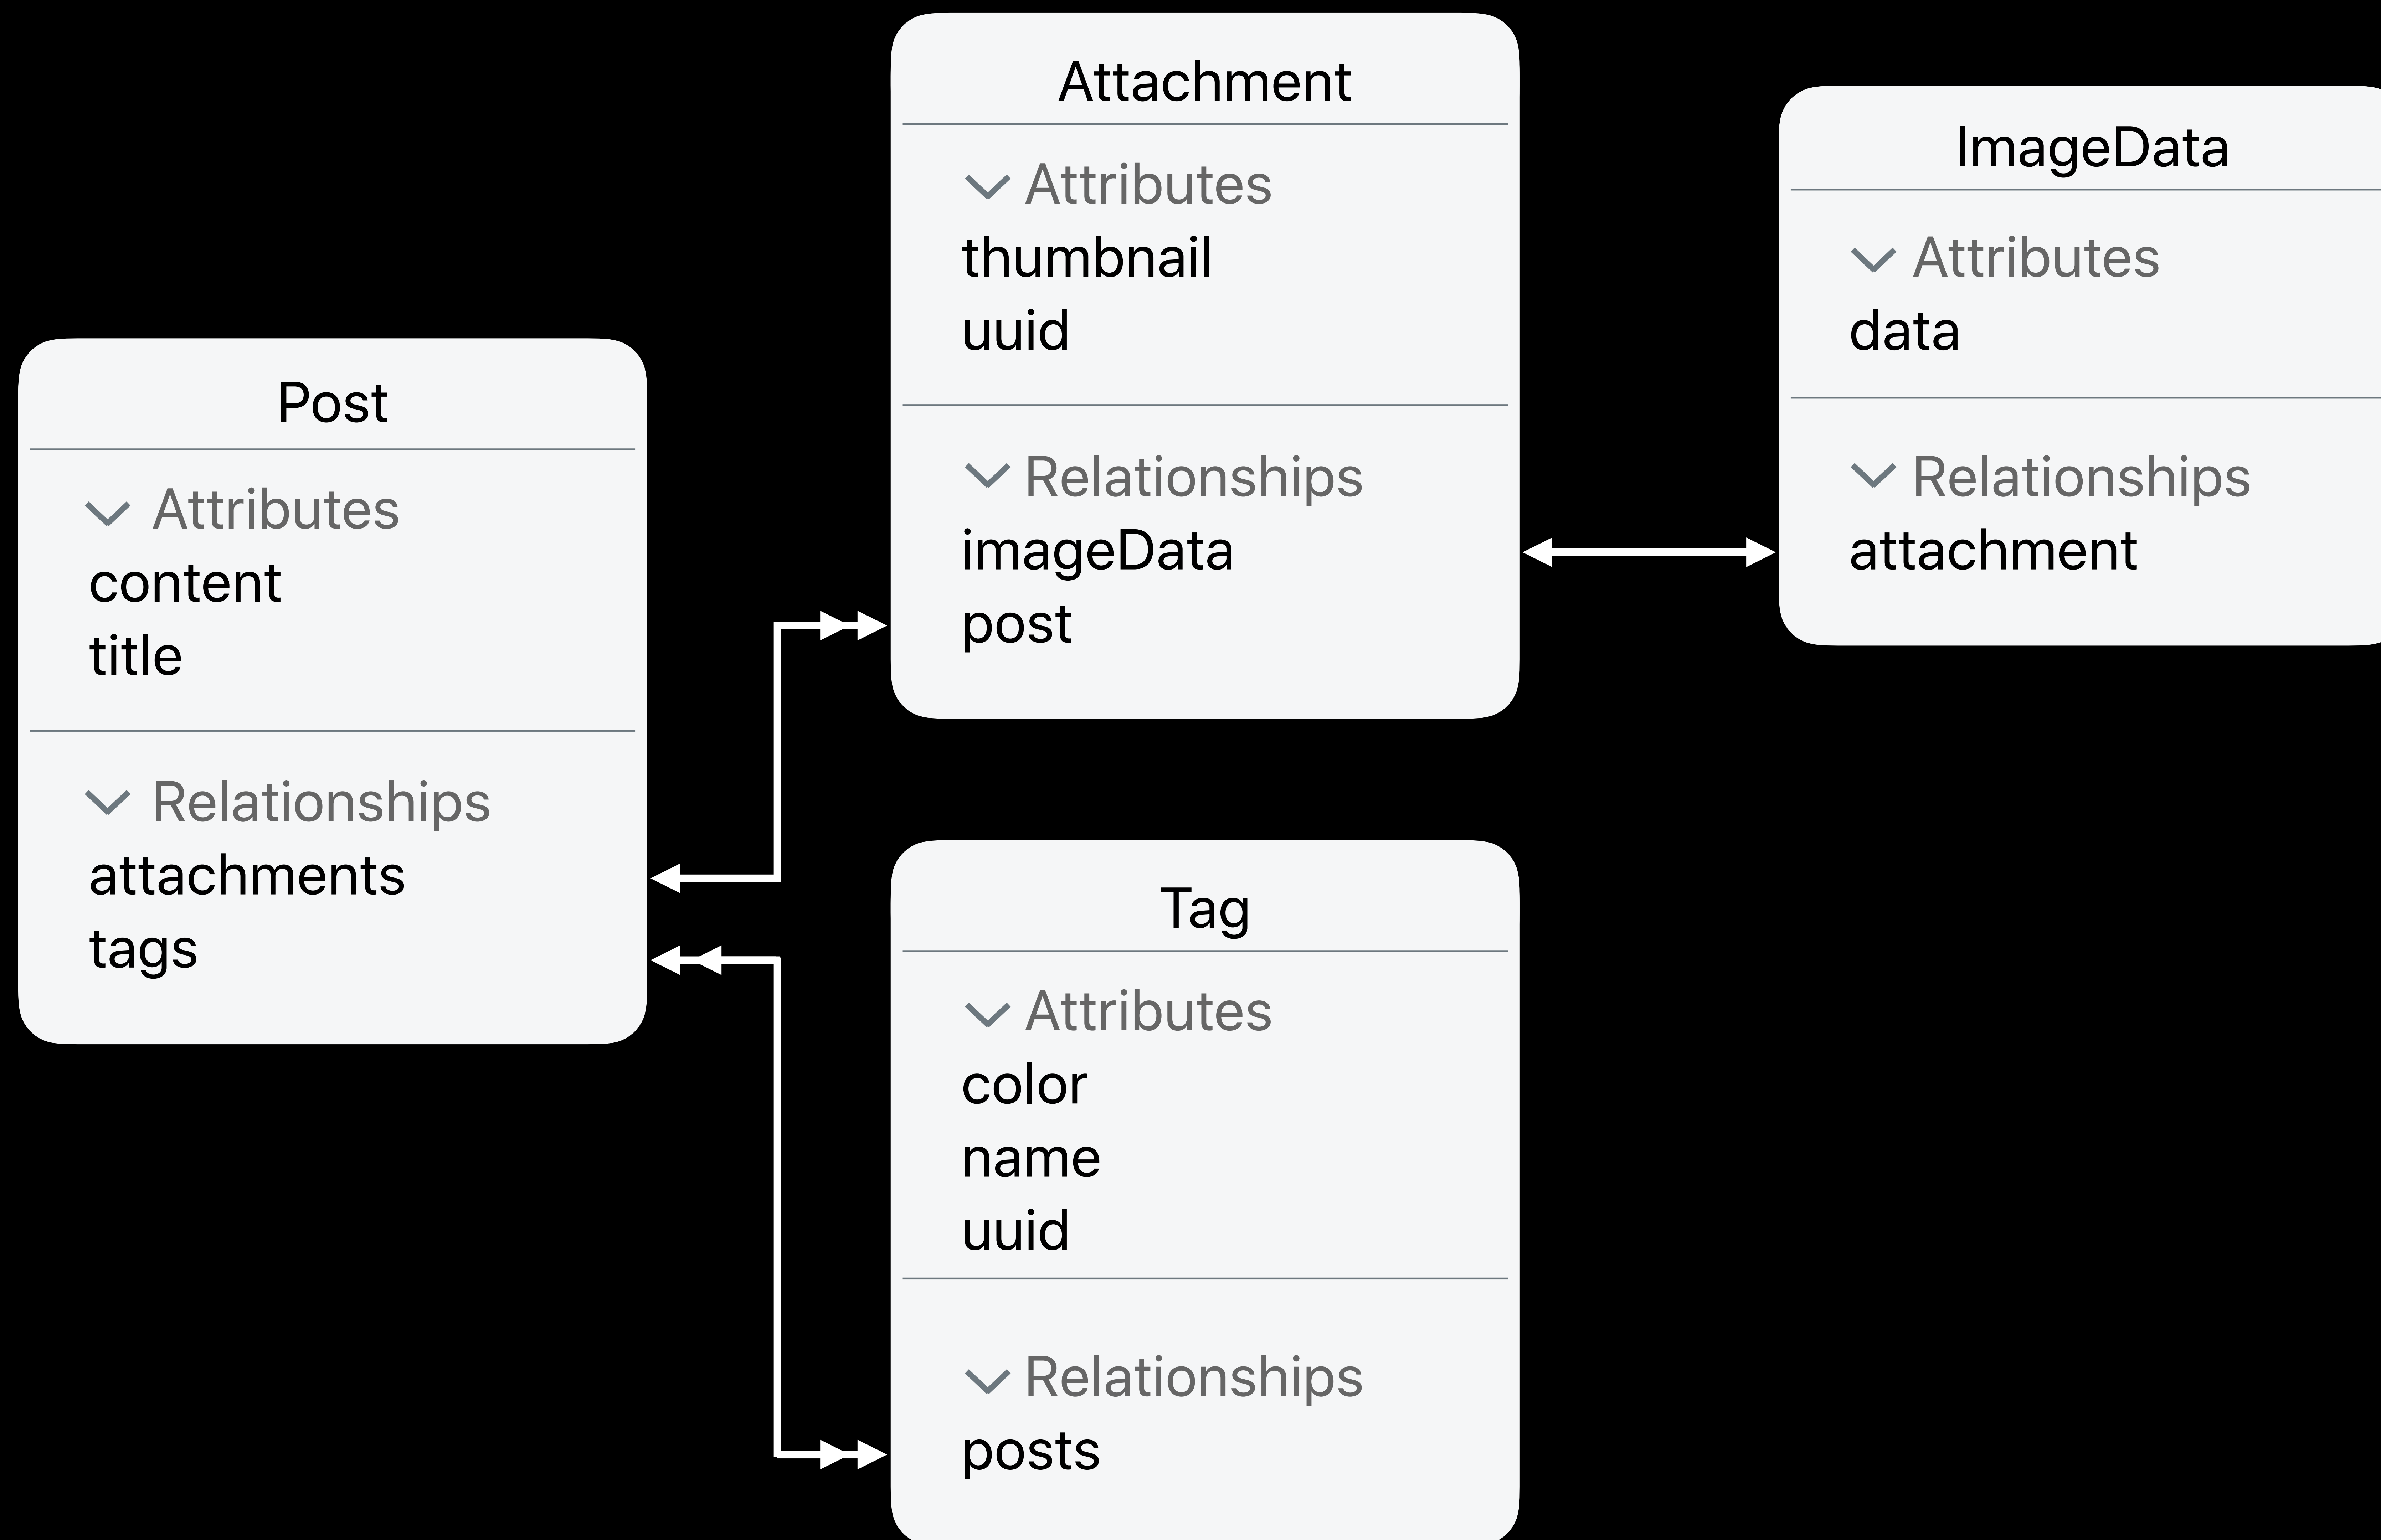 Post
Attributes
content
title
Relationships
attachments
tags
Attachment
Attributes
thumbnail
uuid
Relationships
imageData
post
Tag
Attributes
color
name
uuid
Relationships
posts
ImageData
Attributes
data
Relationships
attachment